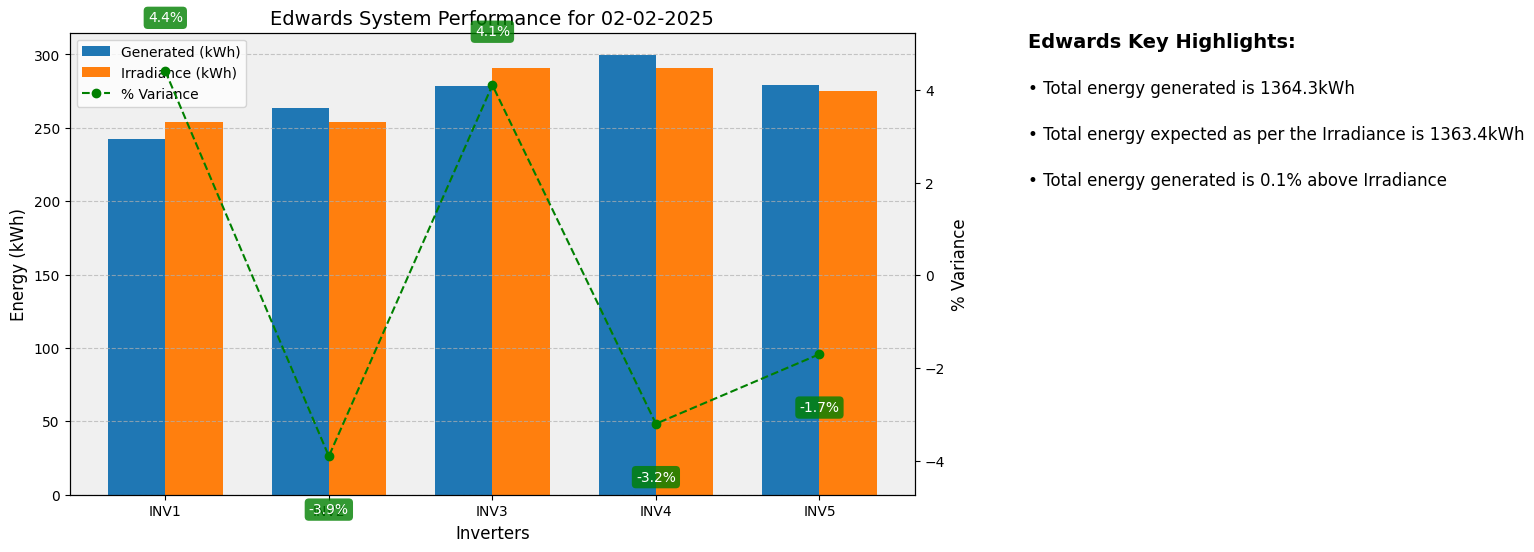 4.4%
Edwards System Performance for 02-02-2025
4.1%
Generated (kWh)
Irradiance (kWh)
% Variance
300
250
200
150
100
50
0
Energy (kWh)
4
2
0
−2
−4
% Variance
-1.7%
-3.2%
-3.9%
INV1
INV3
INV4
INV5
Inverters
Edwards Key Highlights:
• Total energy generated is 1364.3kWh
• Total energy expected as per the Irradiance is 1363.4kWh
• Total energy generated is 0.1% above Irradiance